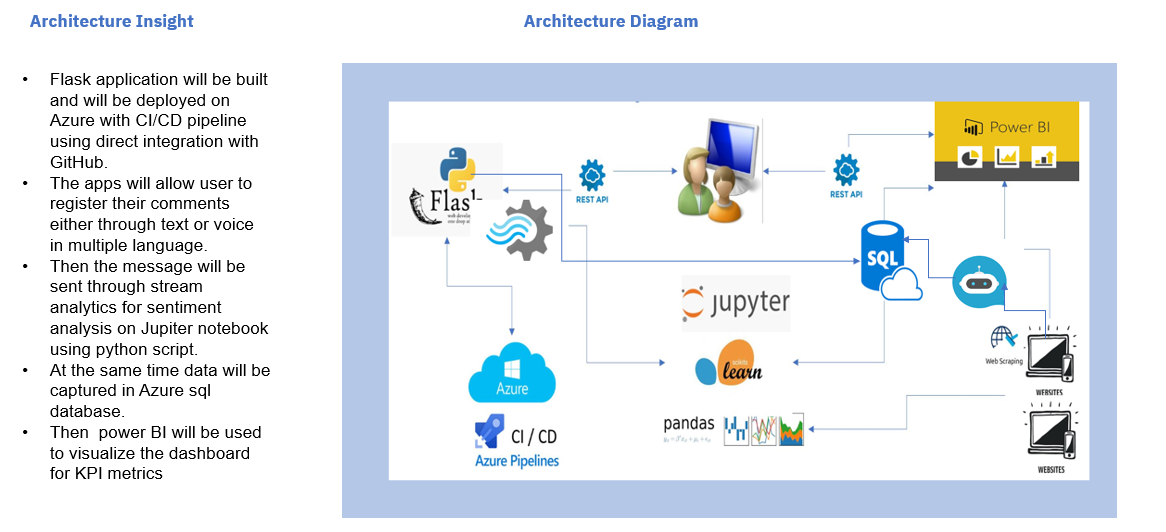 Architecture Insight
Architecture Diagram
• Flask application will be built
and will be deployed on
Azure with CI/CD pipeline
using direct integration with
GitHub.
• The apps will allow user to
register their comments
either through text or voice
in multiple language.
• Then the message will be
sent through stream
analytics for sentiment
analysis on Jupiter notebook
using python script.
• At the same time data will be
captured in Azure sql
database.
• Then  power BI will be used
to visualize the dashboard
for KPI metrics
Power BI
REST API
REST API
Flask
web develo
SQL
jupyter
Web Scraping
learn
Azure
WEBSITES
pandas
CI / CD
Azure Pipelines
WEBSITES